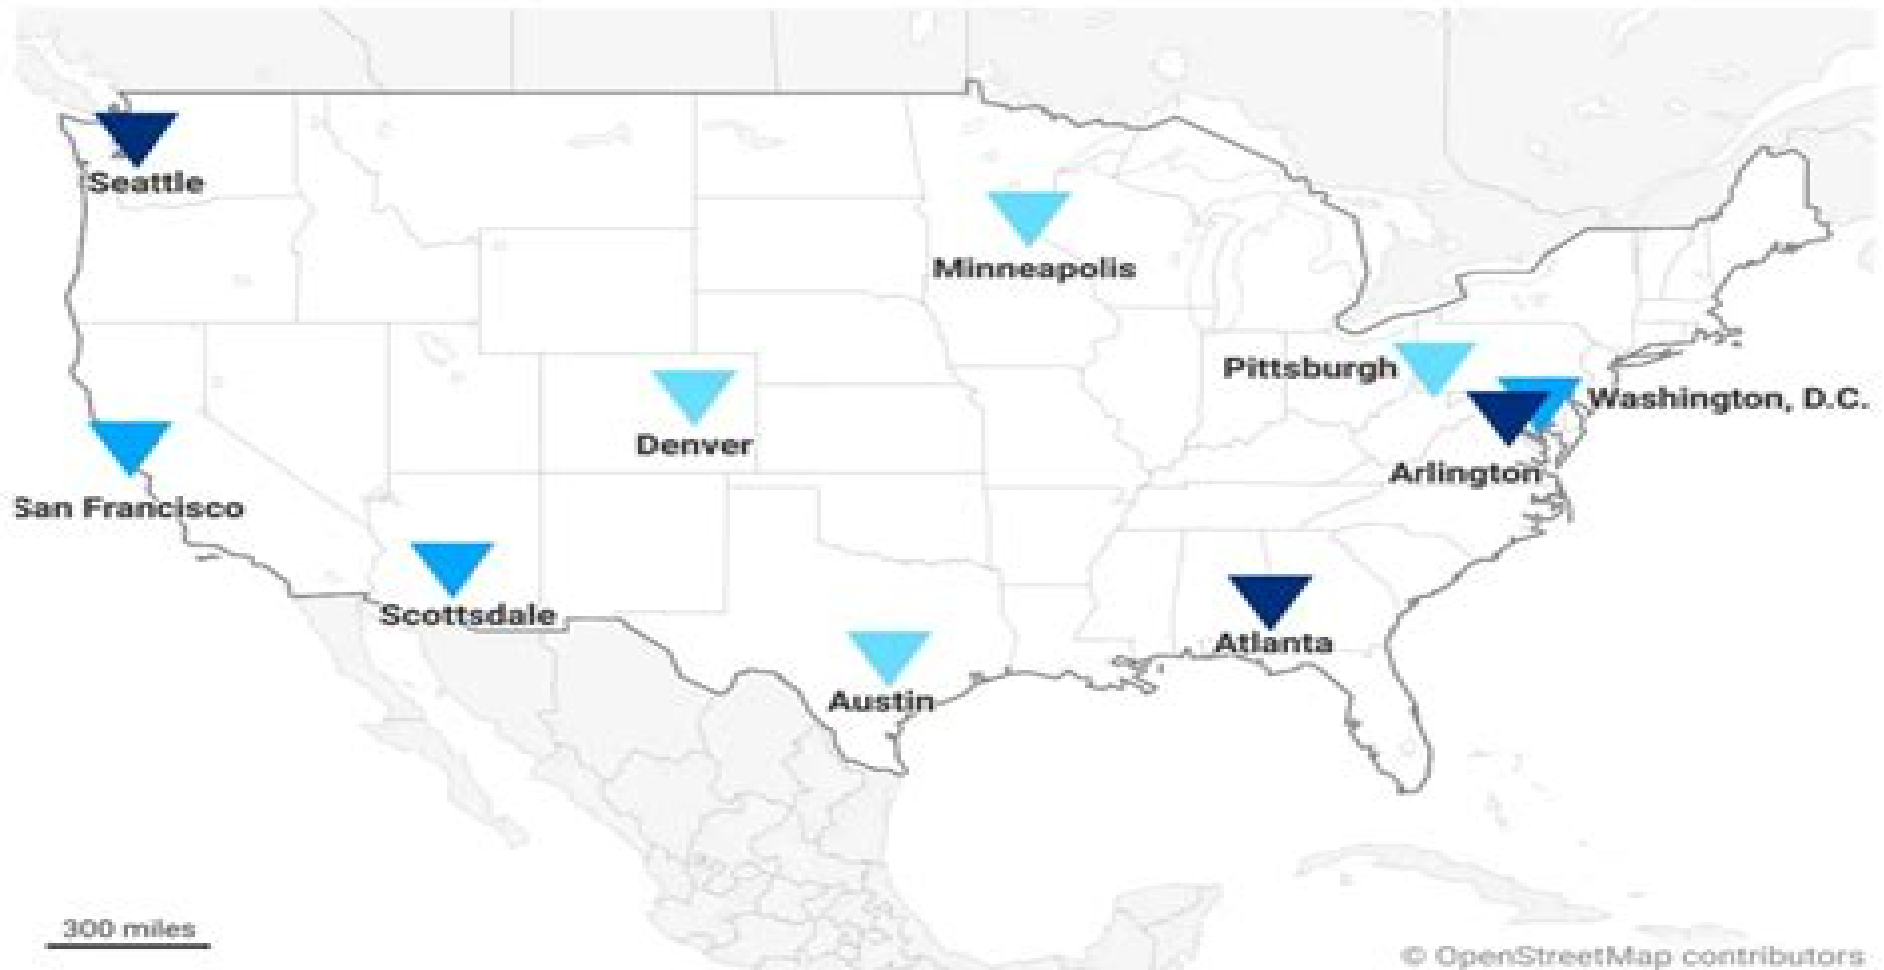 Seattle
Minneapolis
Pittsburgh
Washington, D.C.
Denver
Arlington
San Francisco
Scottsdale
Atlanta
Austin
300 miles
© OpenStreetMap contributors